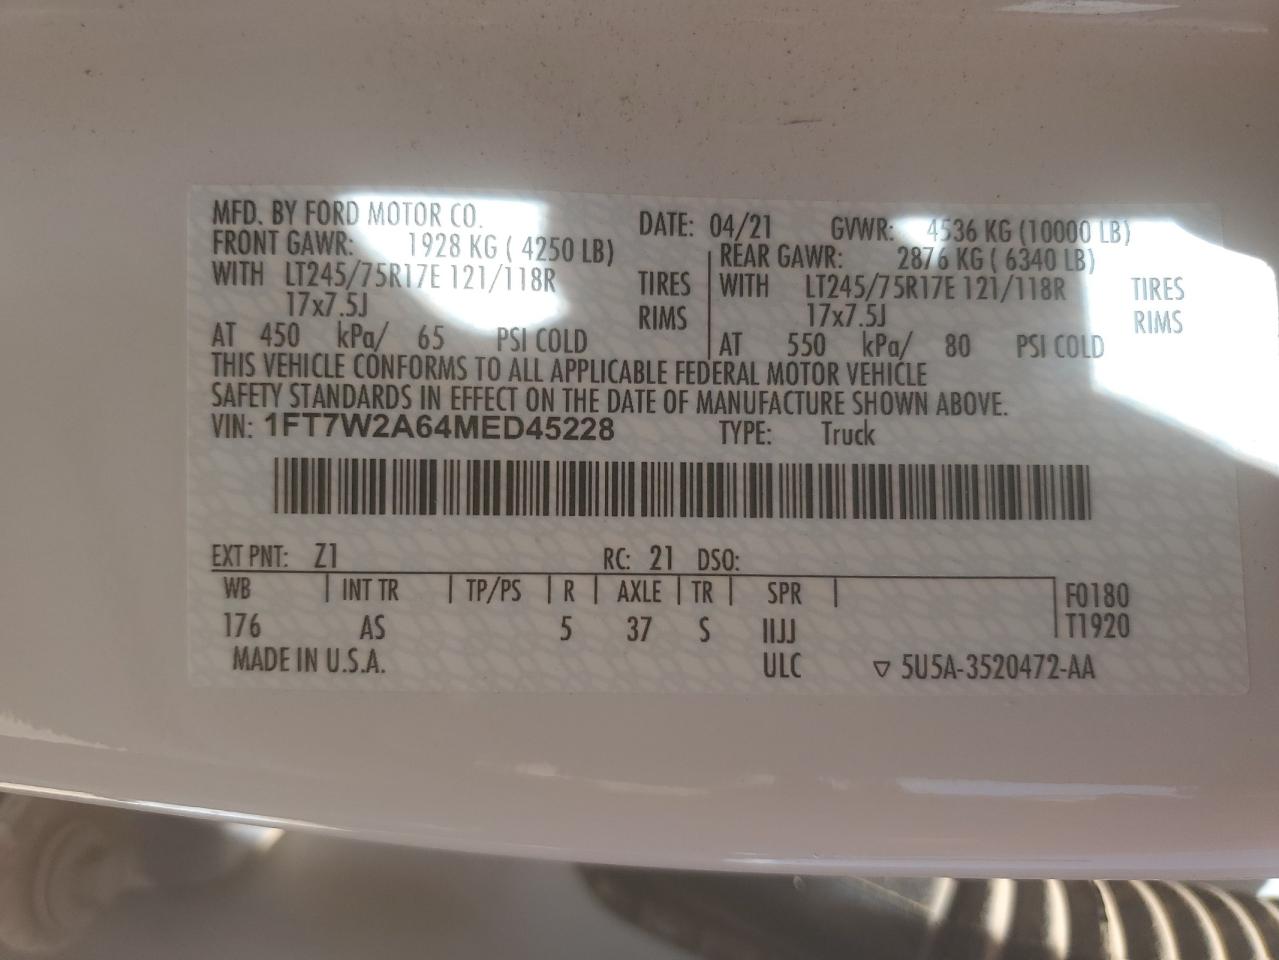 MFD. BY FORD MOTOR CO. DATE: 04/21 GVWR: 4536 KG (10000 LB)
FRONT GAWR: 1928 KG ( 4250 LB) REAR GAWR: 2876 KG ( 6340 LB)
WITH LT245/75R17E 121/118R TIRES WITH LT245/75R17E 121/118R TIRES
17x7.5J RIMS 17x7.5J RIMS
AT 450 kPa/ 65 PSI COLD AT 550 kPa/ 80 PSI COLD
THIS VEHICLE CONFORMS TO ALL APPLICABLE FEDERAL MOTOR VEHICLE
SAFETY STANDARDS IN EFFECT ON THE DATE OF MANUFACTURE SHOWN ABOVE.
VIN: 1FT7W2A64MED45228 TYPE: Truck
EXT PNT: Z1 RC: 21 DSO:
WB | INT TR | TP/PS | R | AXLE | TR | SPR | F0180
176 AS 5 37 S IIJJ T1920
MADE IN U.S.A. ULC ▽ 5U5A-3520472-AA